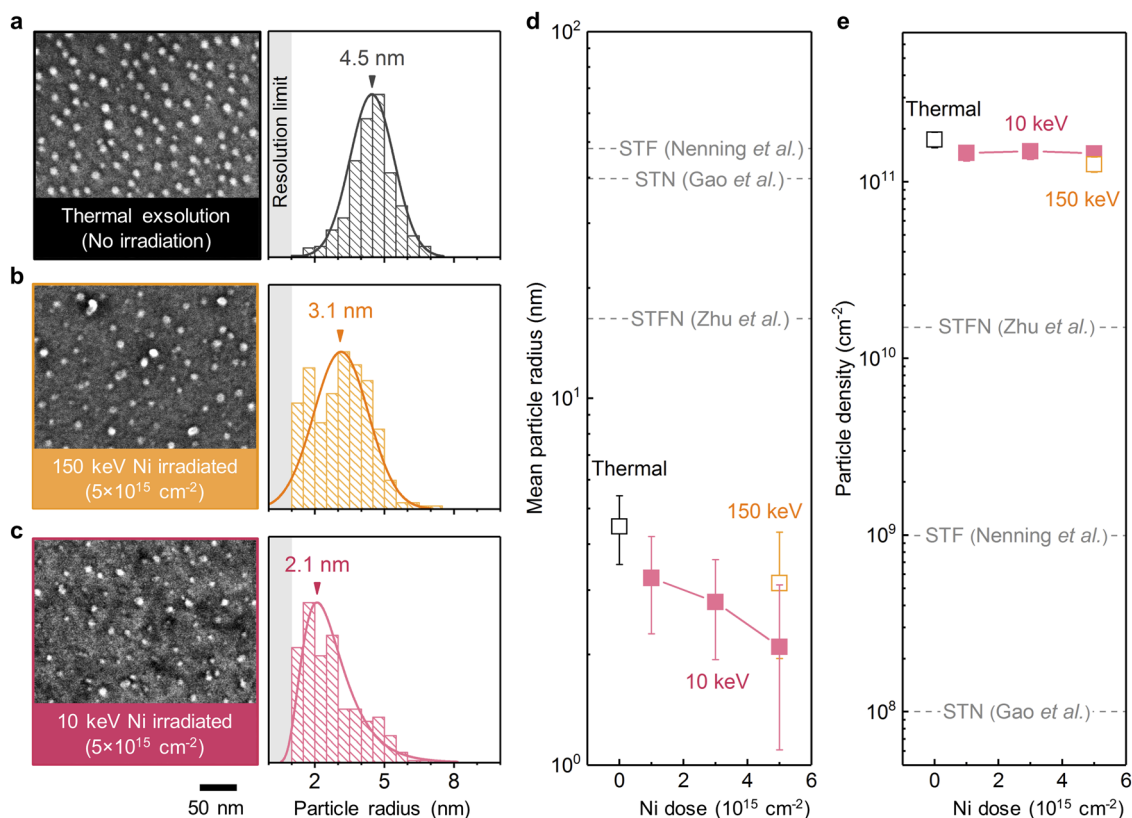 a
Thermal exsolution
(No irradiation)
Resolution limit
4.5 nm
b
150 keV Ni irradiated
(5×10¹⁵ cm⁻²)
3.1 nm
c
10 keV Ni irradiated
(5×10¹⁵ cm⁻²)
50 nm
2.1 nm
2 5 8
Particle radius (nm)
d
Mean particle radius (nm)
10²
10¹
10⁰
STF (Nenning et al.)
STN (Gao et al.)
STFN (Zhu et al.)
Thermal
150 keV
10 keV
0 2 4 6
Ni dose (10¹⁵ cm⁻²)
e
Particle density (cm⁻²)
10¹¹
10¹⁰
10⁹
10⁸
Thermal
10 keV
150 keV
STFN (Zhu et al.)
STF (Nenning et al.)
STN (Gao et al.)
0 2 4 6
Ni dose (10¹⁵ cm⁻²)